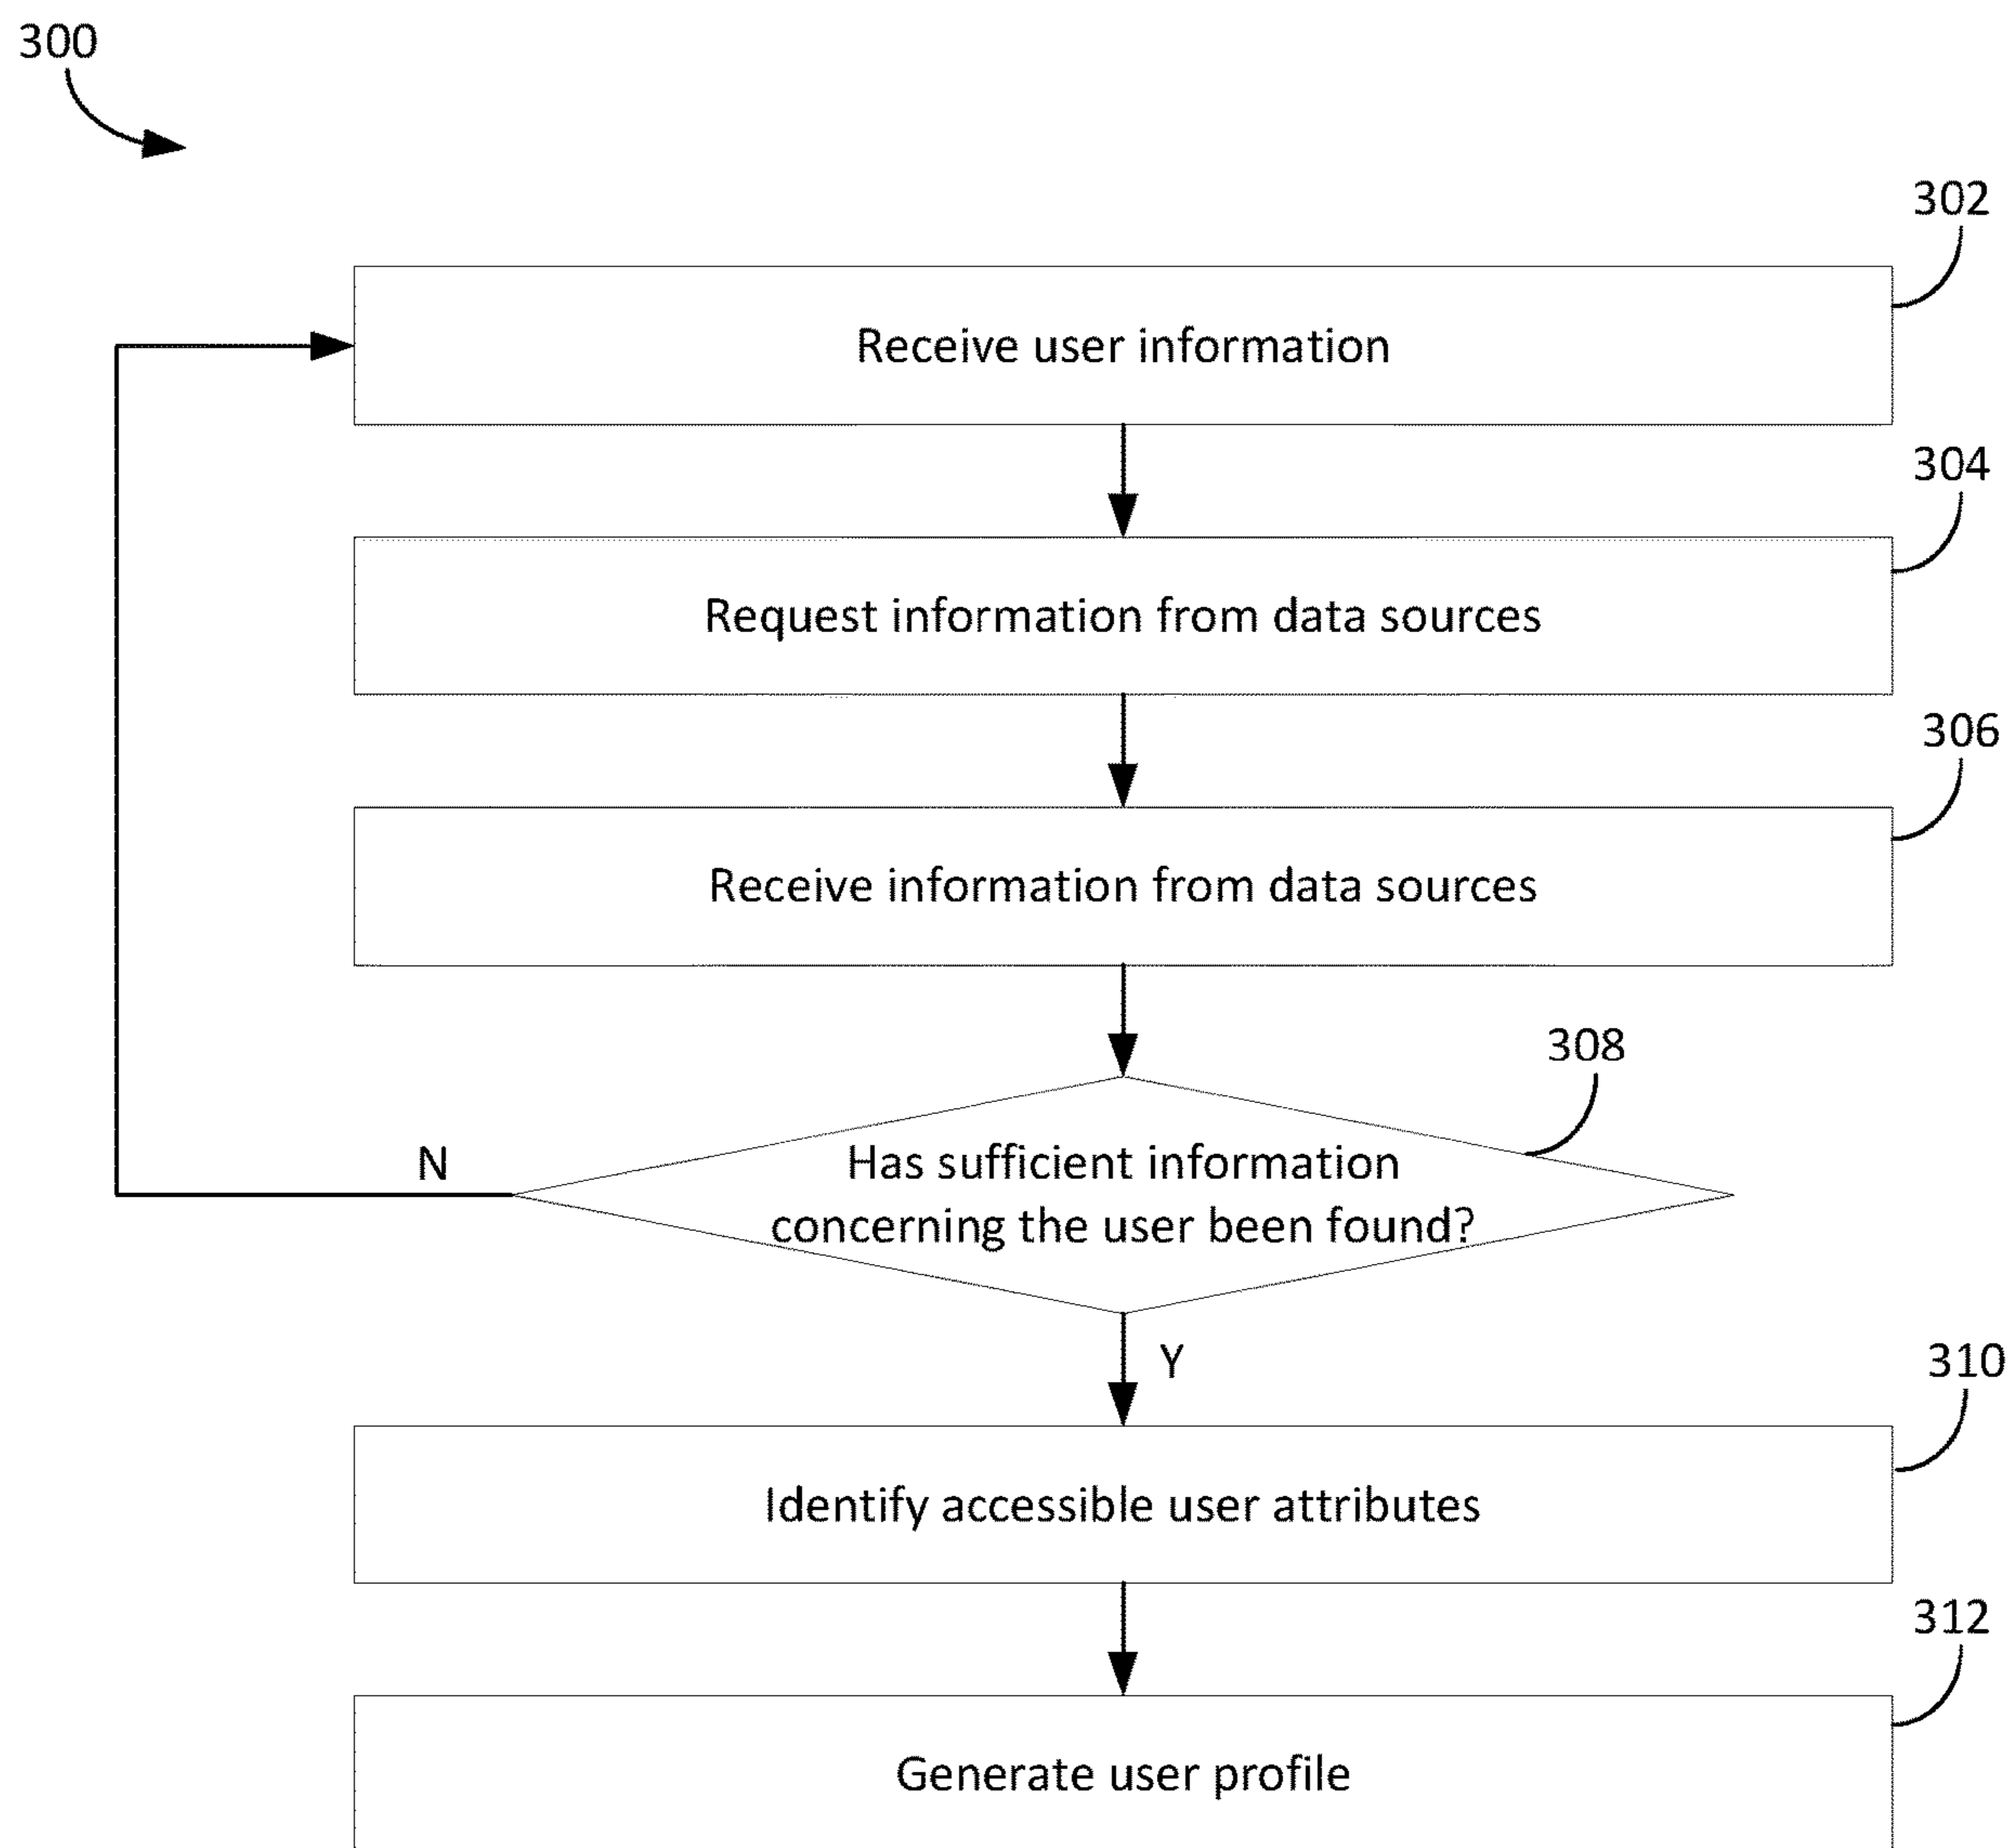 300
302
Receive user information
304
Request information from data sources
306
Receive information from data sources
308
Has sufficient information
concerning the user been found?
N
Y
310
Identify accessible user attributes
312
Generate user profile